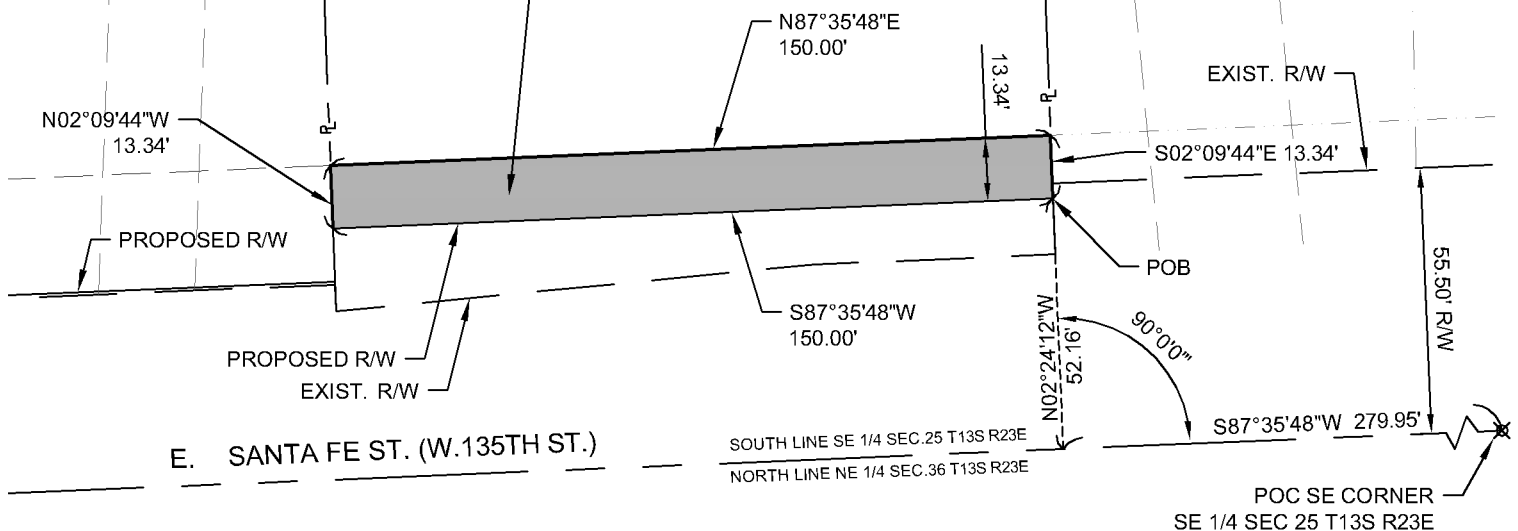 N87°35'48"E
150.00'
13.34'
EXIST. R/W
PL
PL
N02°09'44"W
13.34'
S02°09'44"E 13.34'
PROPOSED R/W
POB
S87°35'48"W
150.00'
PROPOSED R/W
EXIST. R/W
N02°24'12"W
52.16'
90°0'0"
55.50' R/W
S87°35'48"W 279.95'
E. SANTA FE ST. (W.135TH ST.)
SOUTH LINE SE 1/4 SEC.25 T13S R23E
NORTH LINE NE 1/4 SEC.36 T13S R23E
POC SE CORNER
SE 1/4 SEC 25 T13S R23E